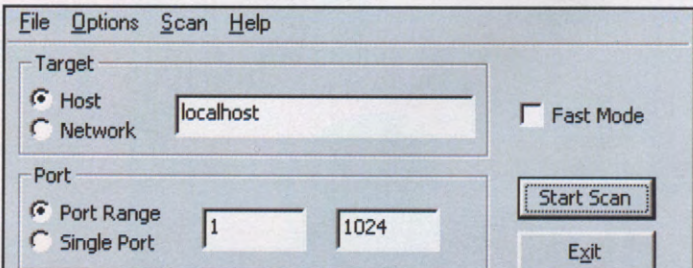 File Options Scan Help
Target
Host
localhost
Fast Mode
Network
Port
Start Scan
Port Range
1
1024
Single Port
Exit